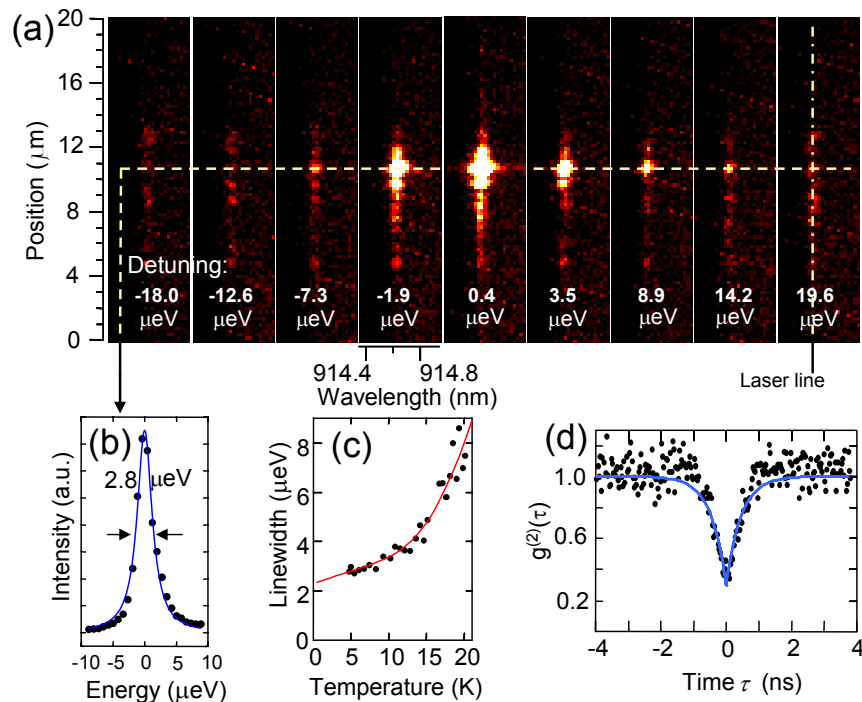 (a)
Position (μm)
20
16
12
8
4
0
Detuning:
-18.0 μeV
-12.6 μeV
-7.3 μeV
-1.9 μeV
0.4 μeV
3.5 μeV
8.9 μeV
14.2 μeV
19.6 μeV
914.4 914.8
Wavelength (nm)
Laser line
(b)
2.8 μeV
Intensity (a.u.)
-10 -5 0 5 10
Energy (μeV)
(c)
Linewidth (μeV)
8
6
4
2
0
0 5 10 15 20
Temperature (K)
(d)
g(2)(τ)
1.0
0.6
0.2
-4 -2 0 2 4
Time τ (ns)